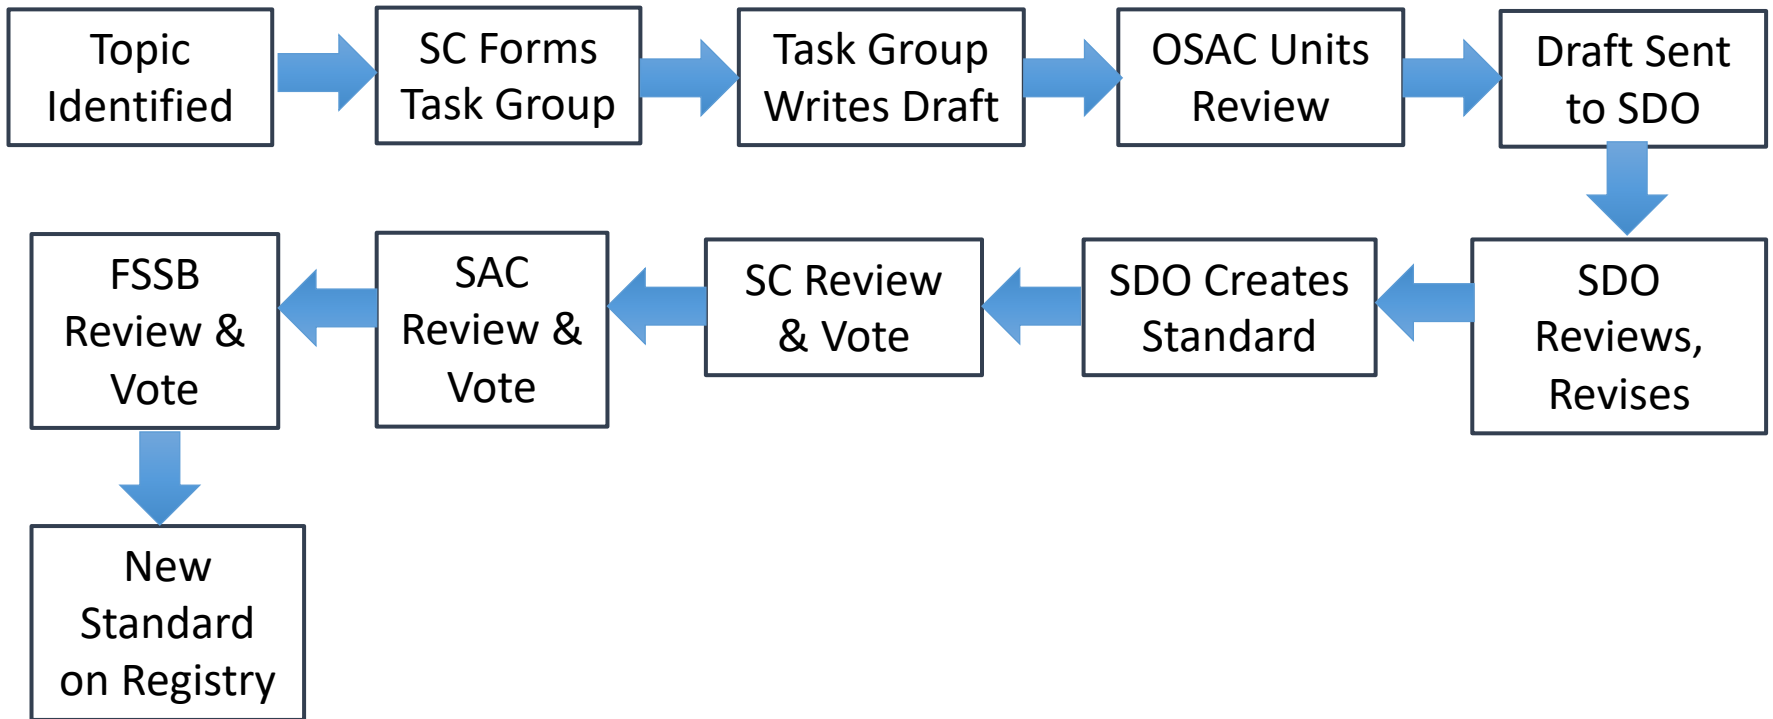 Topic
Identified
SC Forms
Task Group
Task Group
Writes Draft
OSAC Units
Review
Draft Sent
to SDO
SDO
Reviews,
Revises
SDO Creates
Standard
SC Review
& Vote
SAC
Review &
Vote
FSSB
Review &
Vote
New
Standard
on Registry